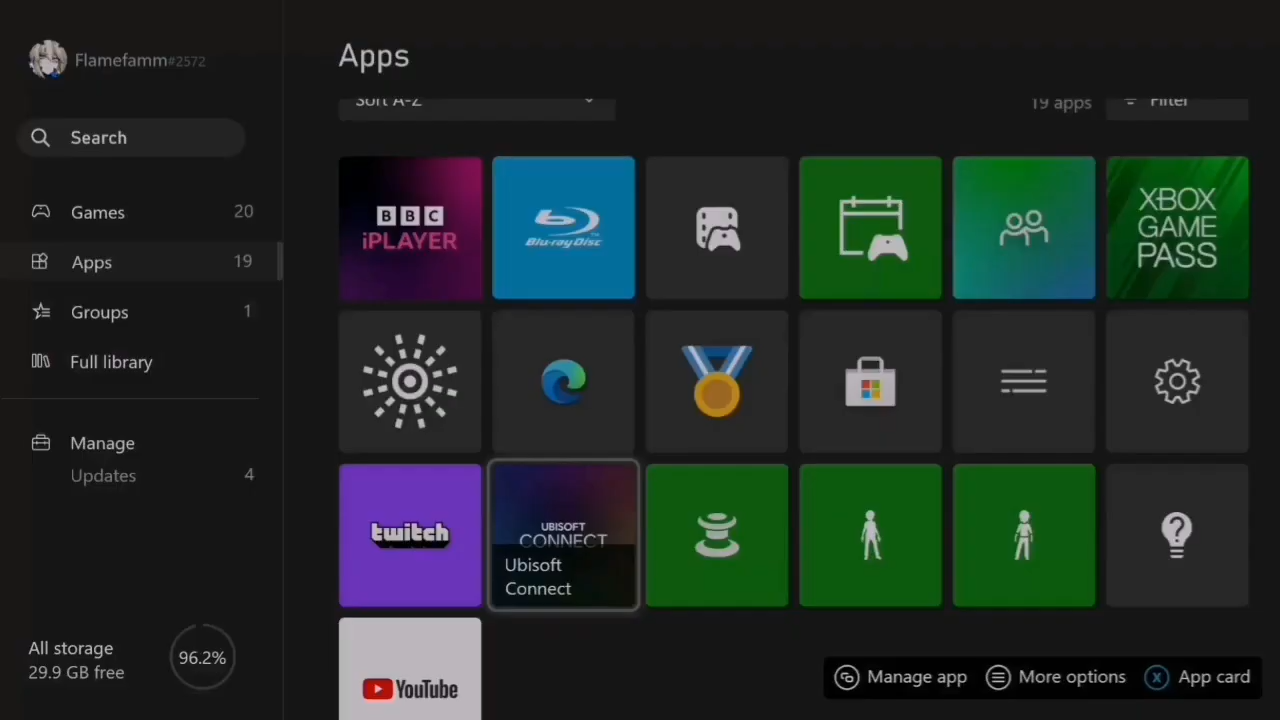 Flamefamm#2572
Search
Games 20
Apps 19
Groups 1
Full library
Manage
Updates 4
All storage
29.9 GB free
96.2%
Apps
Sort A-Z
19 apps
Filter
BBC
iPLAYER
Blu-ray Disc
XBOX
GAME
PASS
twitch
UBISOFT
CONNECT
Ubisoft
Connect
YouTube
Manage app
More options
X App card